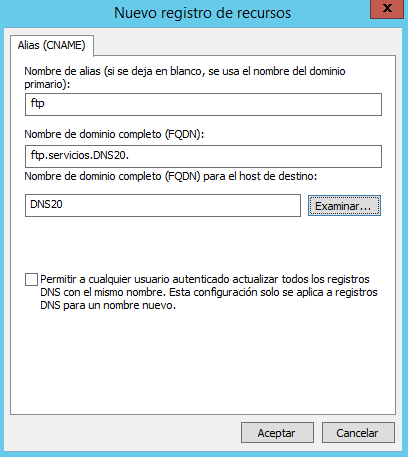 Nuevo registro de recursos
x
Alias (CNAME)
Nombre de alias (si se deja en blanco, se usa el nombre del dominio
primario):
ftp
Nombre de dominio completo (FQDN):
ftp.servicios.DNS20.
Nombre de dominio completo (FQDN) para el host de destino:
DNS20
Examinar...
Permitir a cualquier usuario autenticado actualizar todos los registros
DNS con el mismo nombre. Esta configuración solo se aplica a registros
DNS para un nombre nuevo.
Aceptar
Cancelar